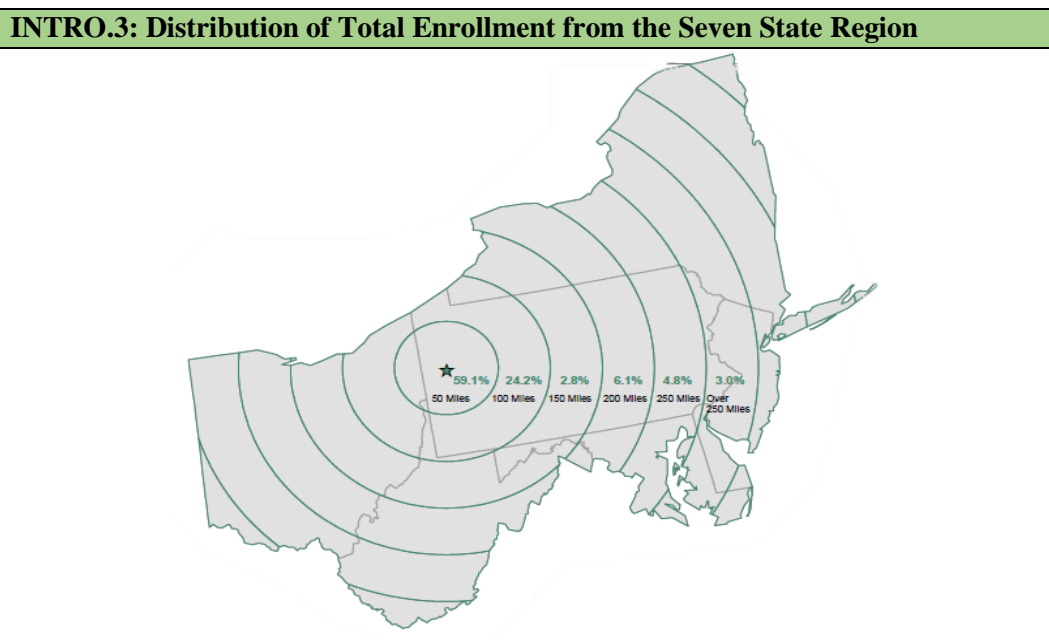 INTRO.3: Distribution of Total Enrollment from the Seven State Region
59.1% 24.2% 2.8% 6.1% 4.8% 3.0%
50 Miles 100 Miles 150 Miles 200 Miles 250 Miles Over
250 Miles